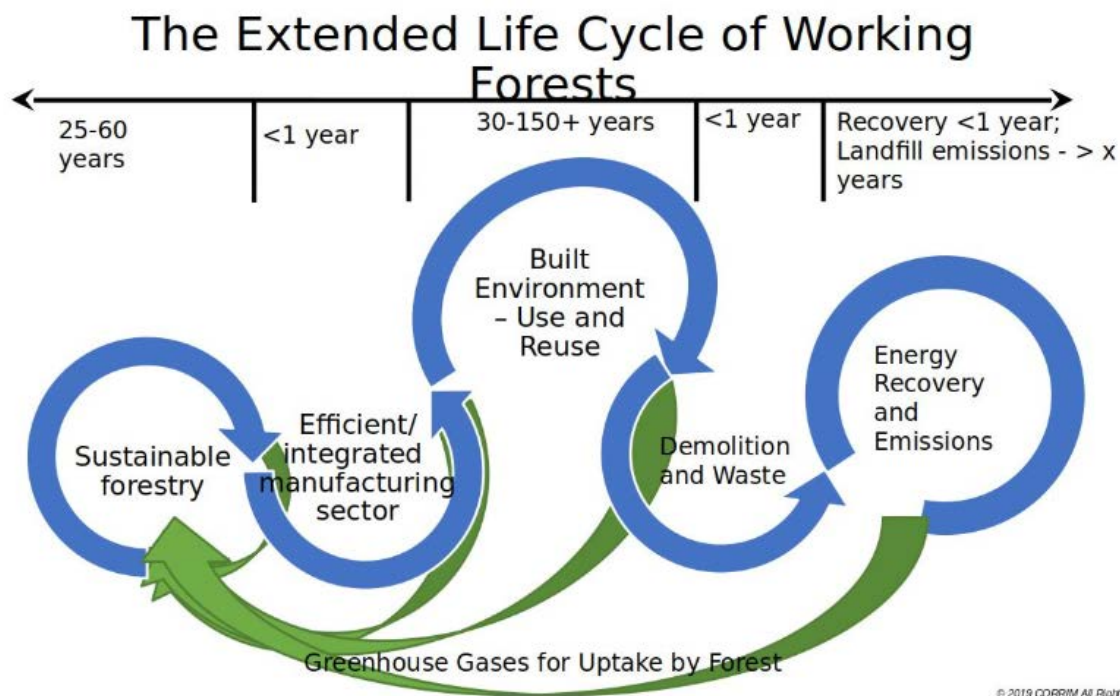 The Extended Life Cycle of Working
Forests
25-60
years
<1 year
30-150+ years
<1 year
Recovery <1 year;
Landfill emissions - > x
years
Sustainable
forestry
Efficient/
integrated
manufacturing
sector
Built
Environment
– Use and
Reuse
Demolition
and Waste
Energy
Recovery
and
Emissions
Greenhouse Gases for Uptake by Forest
© 2019 CORRIM All